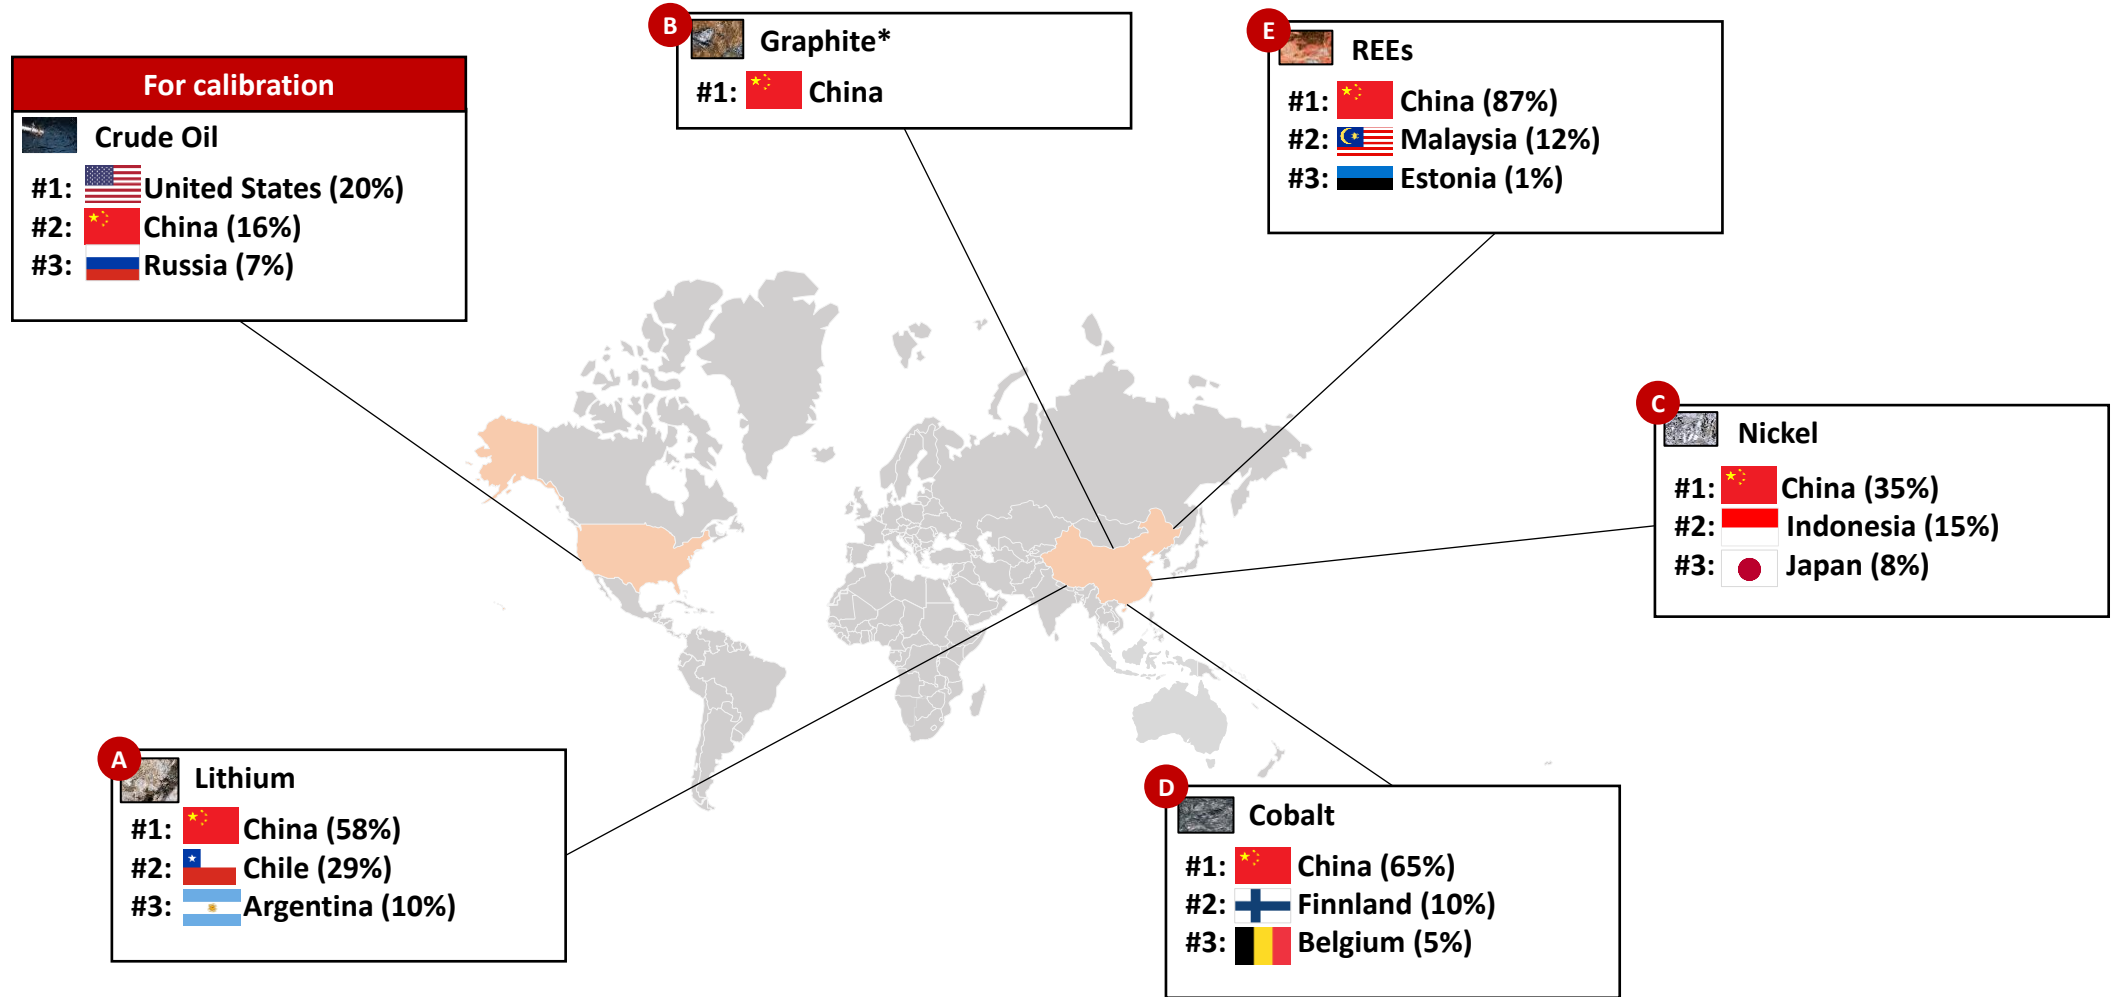 For calibration
Crude Oil
#1: United States (20%)
#2: China (16%)
#3: Russia (7%)
B
Graphite*
#1: China
E
REEs
#1: China (87%)
#2: Malaysia (12%)
#3: Estonia (1%)
C
Nickel
#1: China (35%)
#2: Indonesia (15%)
#3: Japan (8%)
A
Lithium
#1: China (58%)
#2: Chile (29%)
#3: Argentina (10%)
D
Cobalt
#1: China (65%)
#2: Finnland (10%)
#3: Belgium (5%)